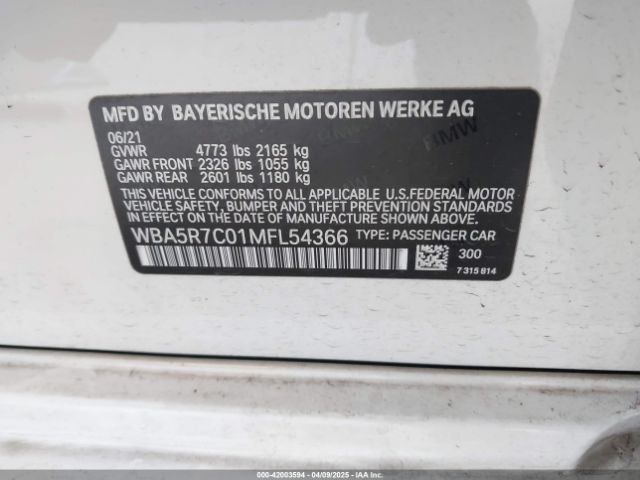 MFD BY BAYERISCHE MOTOREN WERKE AG
06/21
GVWR 4773 lbs 2165 kg
GAWR FRONT 2326 lbs 1055 kg
GAWR REAR 2601 lbs 1180 kg
THIS VEHICLE CONFORMS TO ALL APPLICABLE U.S.FEDERAL MOTOR
VEHICLE SAFETY, BUMPER, AND THEFT PREVENTION STANDARDS IN
EFFECT ON THE DATE OF MANUFACTURE SHOWN ABOVE.
WBA5R7C01MFL54366 TYPE: PASSENGER CAR
300
7 315 814
000-42003594 - 04/09/2025 - IAAI.COM